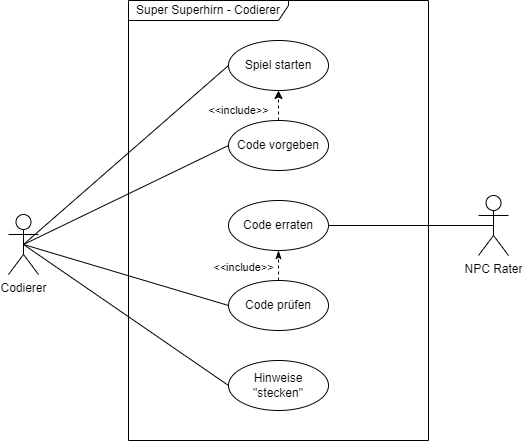 Super Superhirn - Codierer
Spiel starten
<<include>>
Code vorgeben
Code erraten
<<include>>
Code prüfen
Hinweise
"stecken"
Codierer
NPC Rater